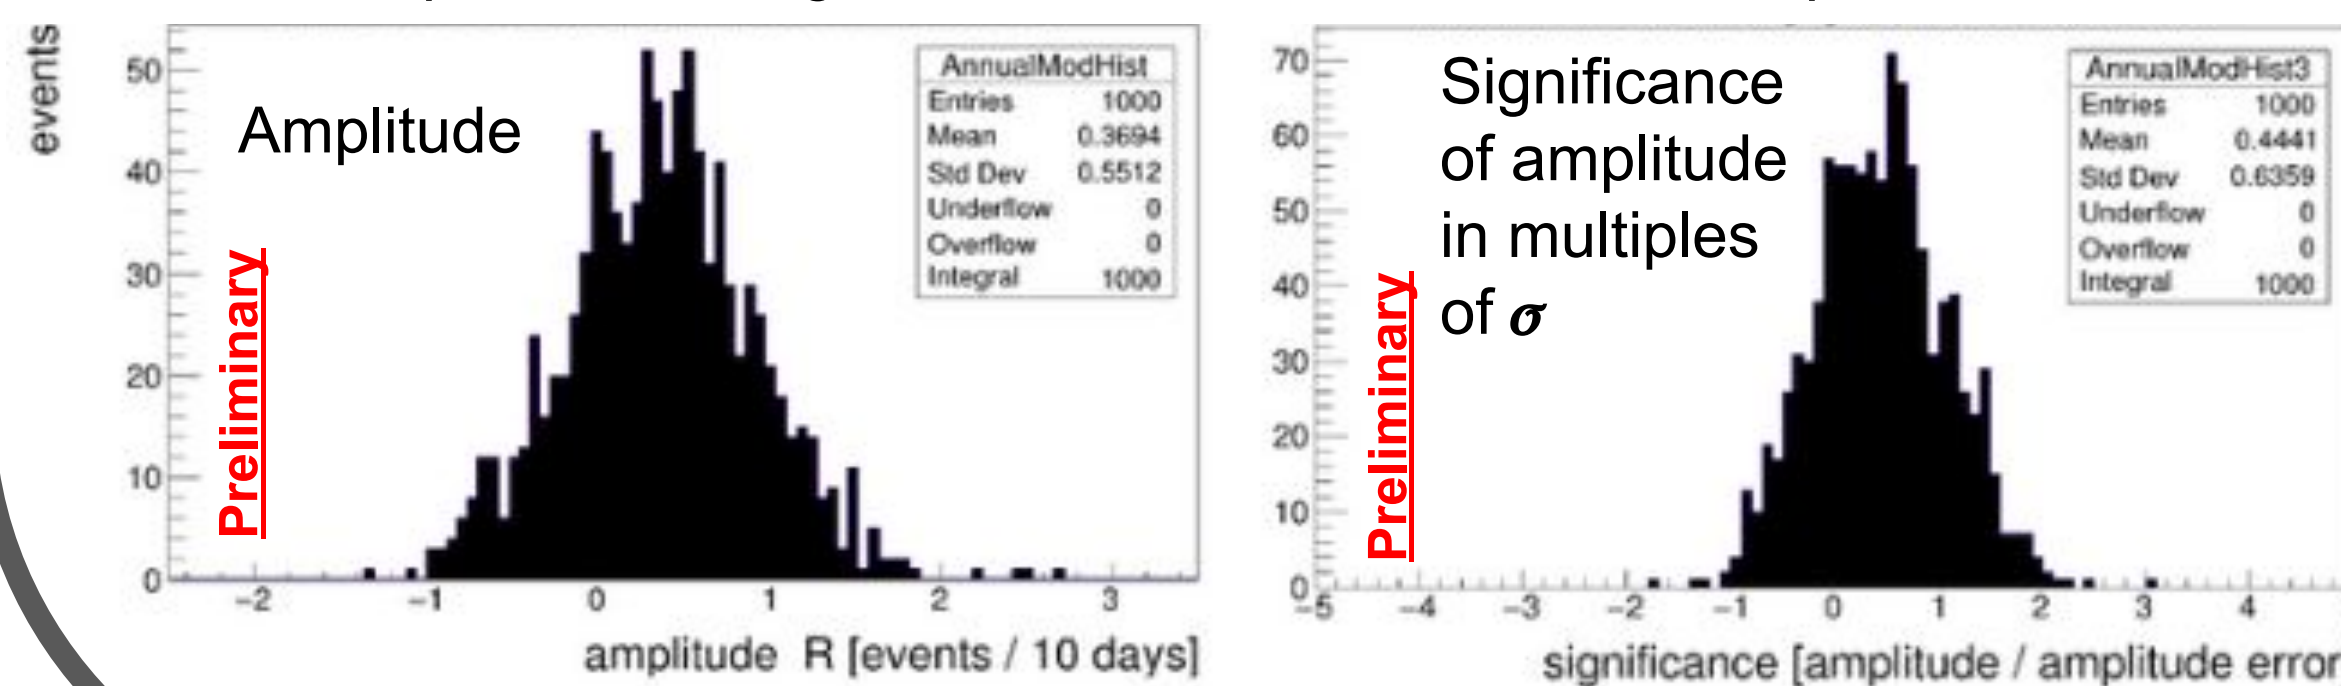 events
50
40
30
20
10
0
Amplitude
Preliminary
AnnualModHist
Entries 1000
Mean 0.3694
Std Dev 0.5512
Underflow 0
Overflow 0
Integral 1000
−2 −1 0 1 2 3
amplitude R [events / 10 days]
70
60
50
40
30
20
10
0
Significance
of amplitude
in multiples
of σ
Preliminary
AnnualModHist3
Entries 1000
Mean 0.4441
Std Dev 0.6359
Underflow 0
Overflow 0
Integral 1000
−5 −4 −3 −2 −1 0 1 2 3 4
significance [amplitude / amplitude error